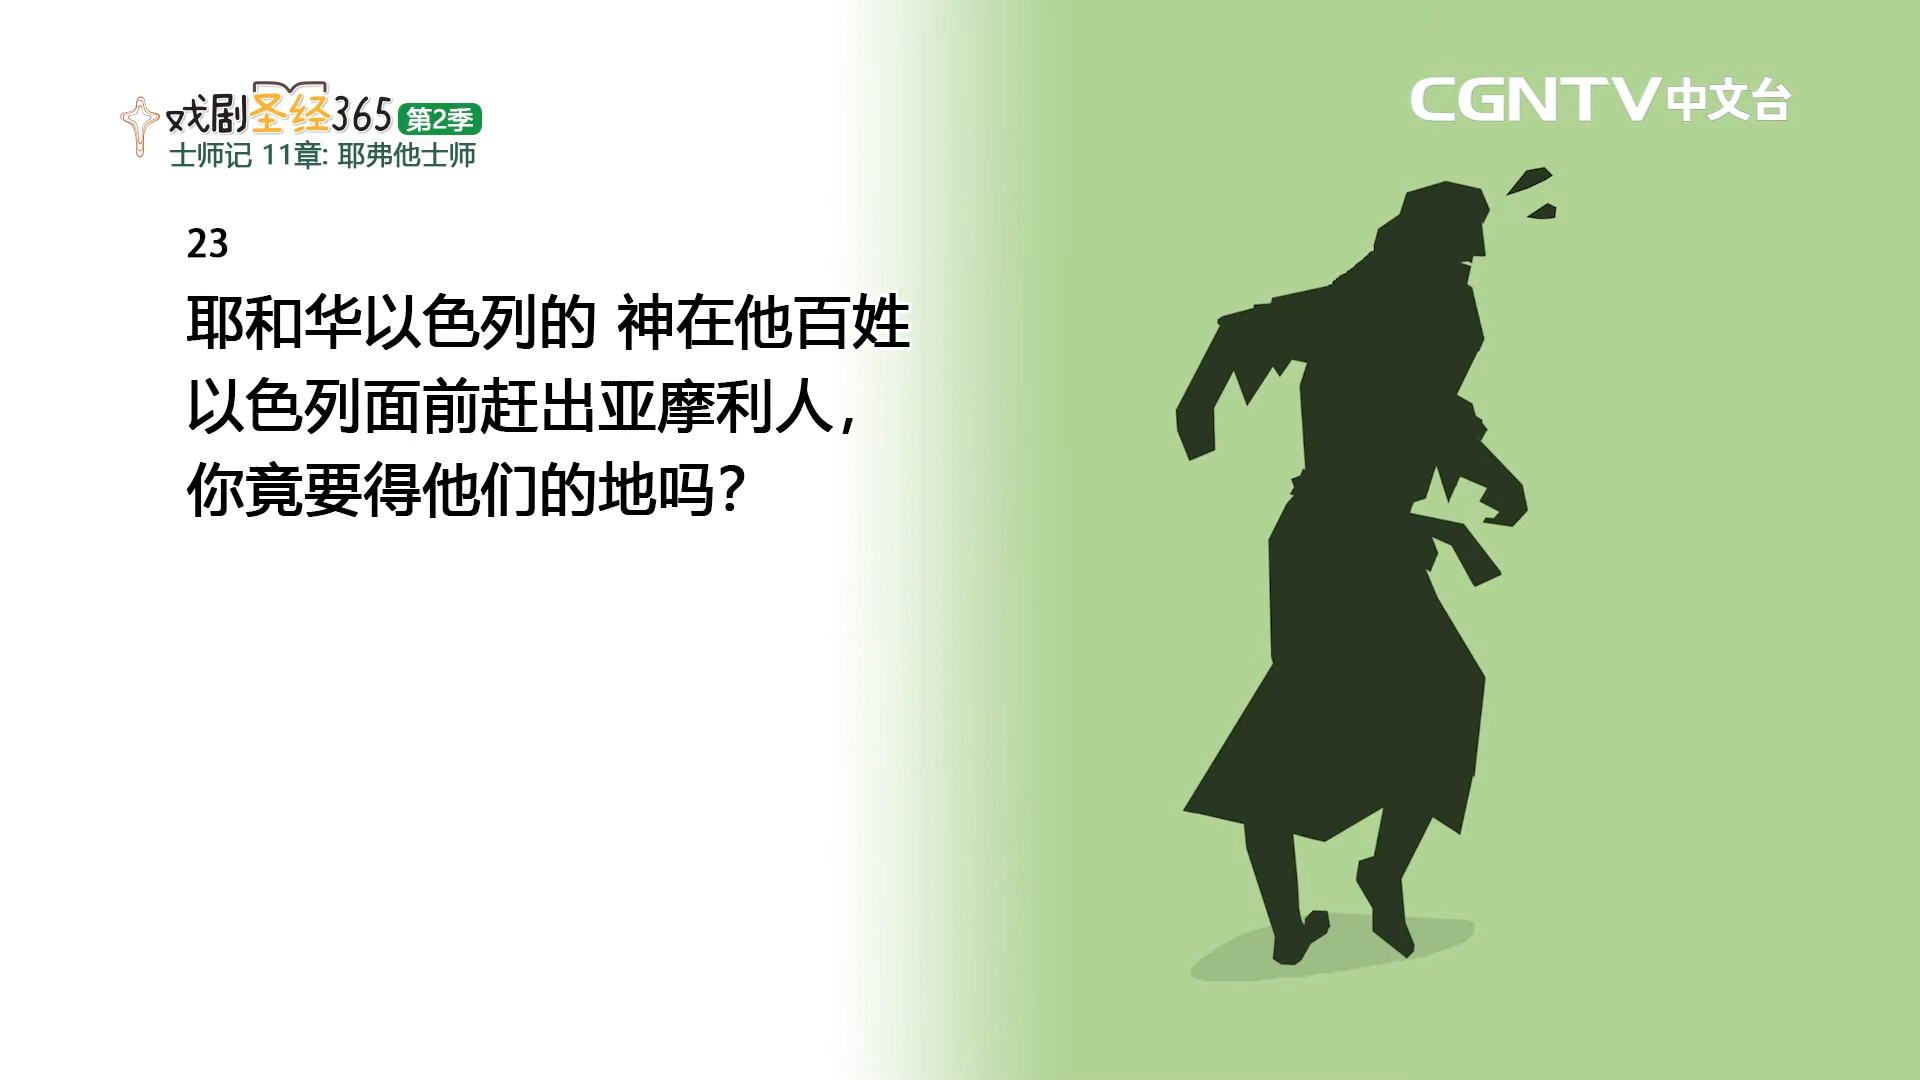 戏剧圣经365 第2季
士师记 11章: 耶弗他士师
CGNTV中文台
23
耶和华以色列的 神在他百姓
以色列面前赶出亚摩利人，
你竟要得他们的地吗？